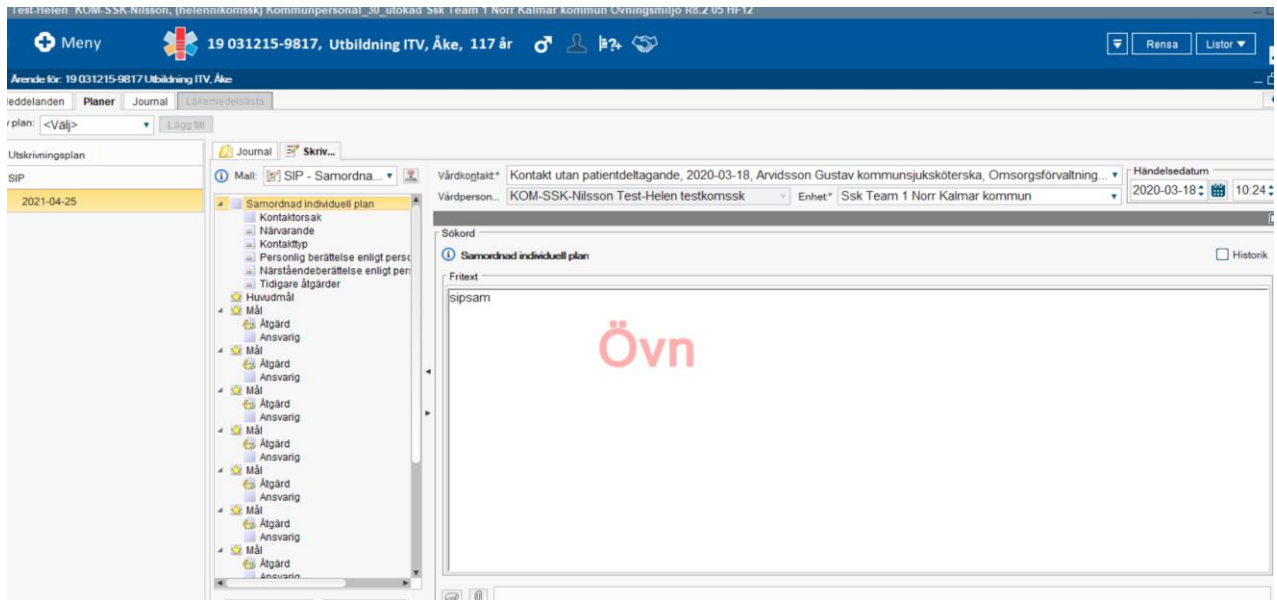 Test-Helen KOM-SSK-Nilsson, (helennikomssk) Kommunpersonal_30_utökad Ssk Team 1 Norr Kalmar kommun Övningsmiljö R8.2 05 HF12
Meny
19 031215-9817, Utbildning ITV, Åke, 117 år
Rensa
Listor
Ärende för: 19 031215-9817 Utbildning ITV, Åke
eddelanden
Planer
Journal
Läkemedelslista
plan:
<Välj>
Lägg till
Utskrivningsplan
SIP
2021-04-25
Journal
Skriv...
Mall:
SIP - Samordna...
Samordnad individuell plan
Kontaktorsak
Närvarande
Kontakttyp
Personlig berättelse enligt persc
Närståendeberättelse enligt per
Tidigare åtgärder
Huvudmål
Mål
Åtgärd
Ansvarig
Mål
Åtgärd
Ansvarig
Mål
Åtgärd
Ansvarig
Mål
Åtgärd
Ansvarig
Mål
Åtgärd
Ansvarig
Mål
Åtgärd
Ansvarig
Mål
Åtgärd
Ansvarig
Vårdkontakt:*
Kontakt utan patientdeltagande, 2020-03-18, Arvidsson Gustav kommunsjuksköterska, Omsorgsförvaltning...
Händelsedatum
Vårdperson...
KOM-SSK-Nilsson Test-Helen testkomssk
Enhet:*
Ssk Team 1 Norr Kalmar kommun
2020-03-18
10:24
Sökord
Samordnad individuell plan
Historik
Fritext
sipsam
Övn